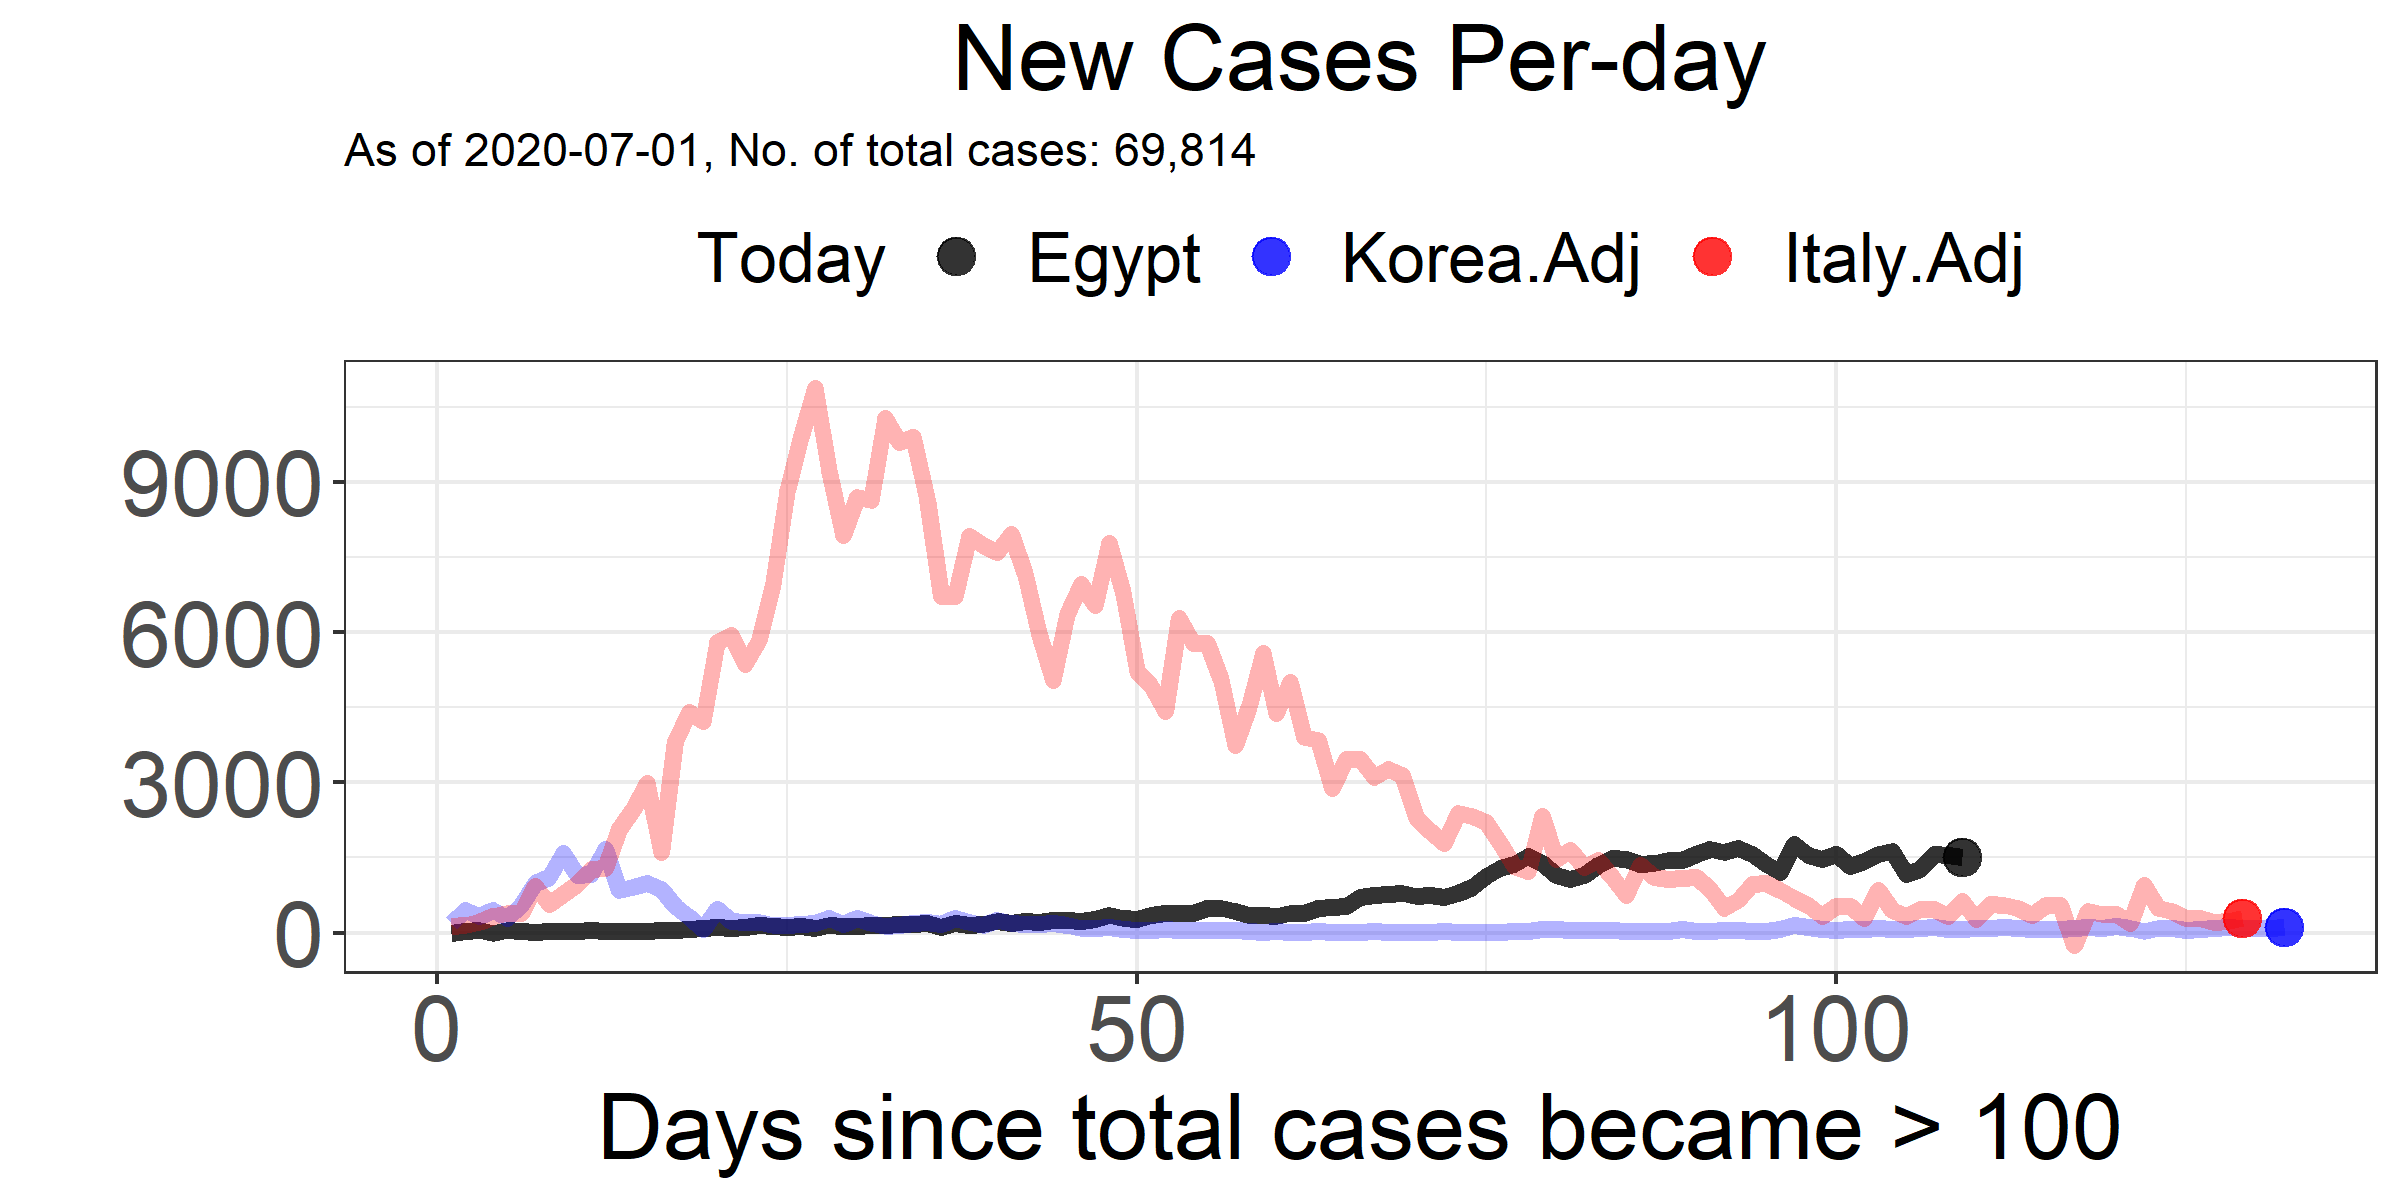 New Cases Per-day
As of 2020-07-01, No. of total cases: 69,814
Today Egypt Korea.Adj Italy.Adj
9000
6000
3000
0
0 50 100
Days since total cases became > 100